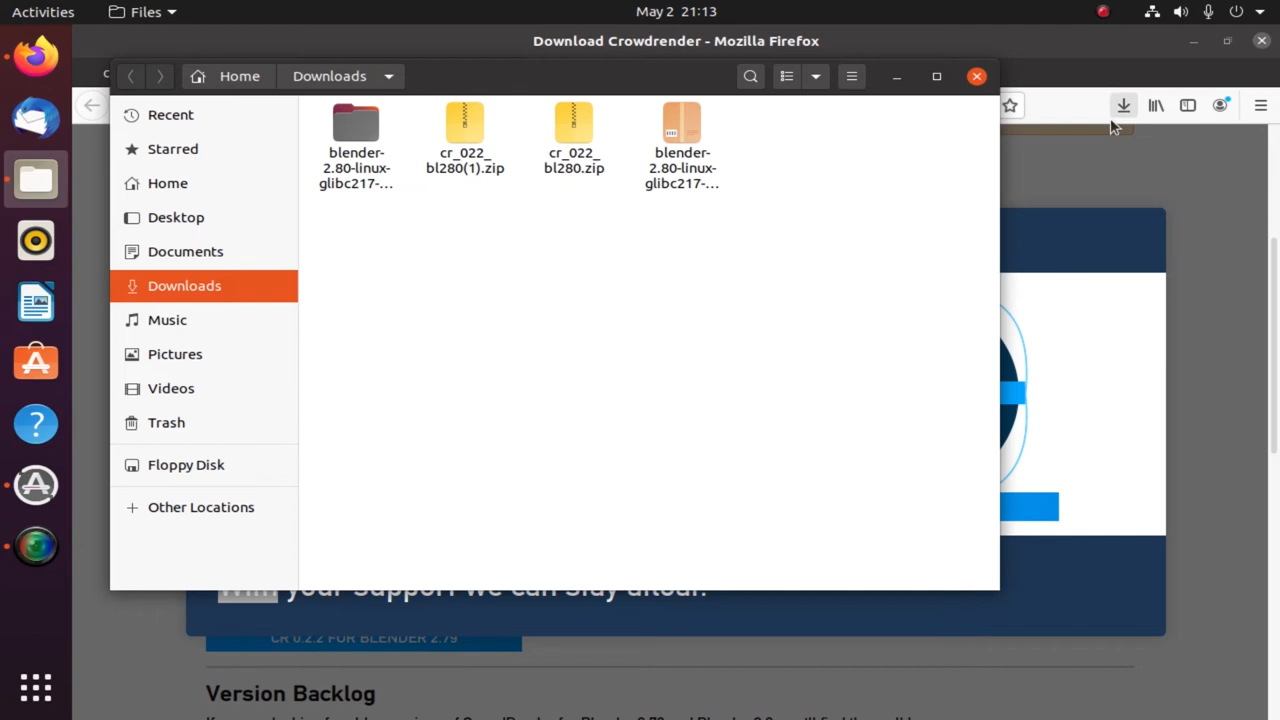 Activities
Files
May 2 21:13
Download Crowdrender - Mozilla Firefox
Home
Downloads
Recent
Starred
Home
Desktop
Documents
Downloads
Music
Pictures
Videos
Trash
Floppy Disk
Other Locations
blender-
2.80-linux-
glibc217-...
cr_022_
bl280(1).zip
cr_022_
bl280.zip
blender-
2.80-linux-
glibc217-...
With your Support We Can Stay afloat!
CR 0.2.2 FOR BLENDER 2.79
Version Backlog